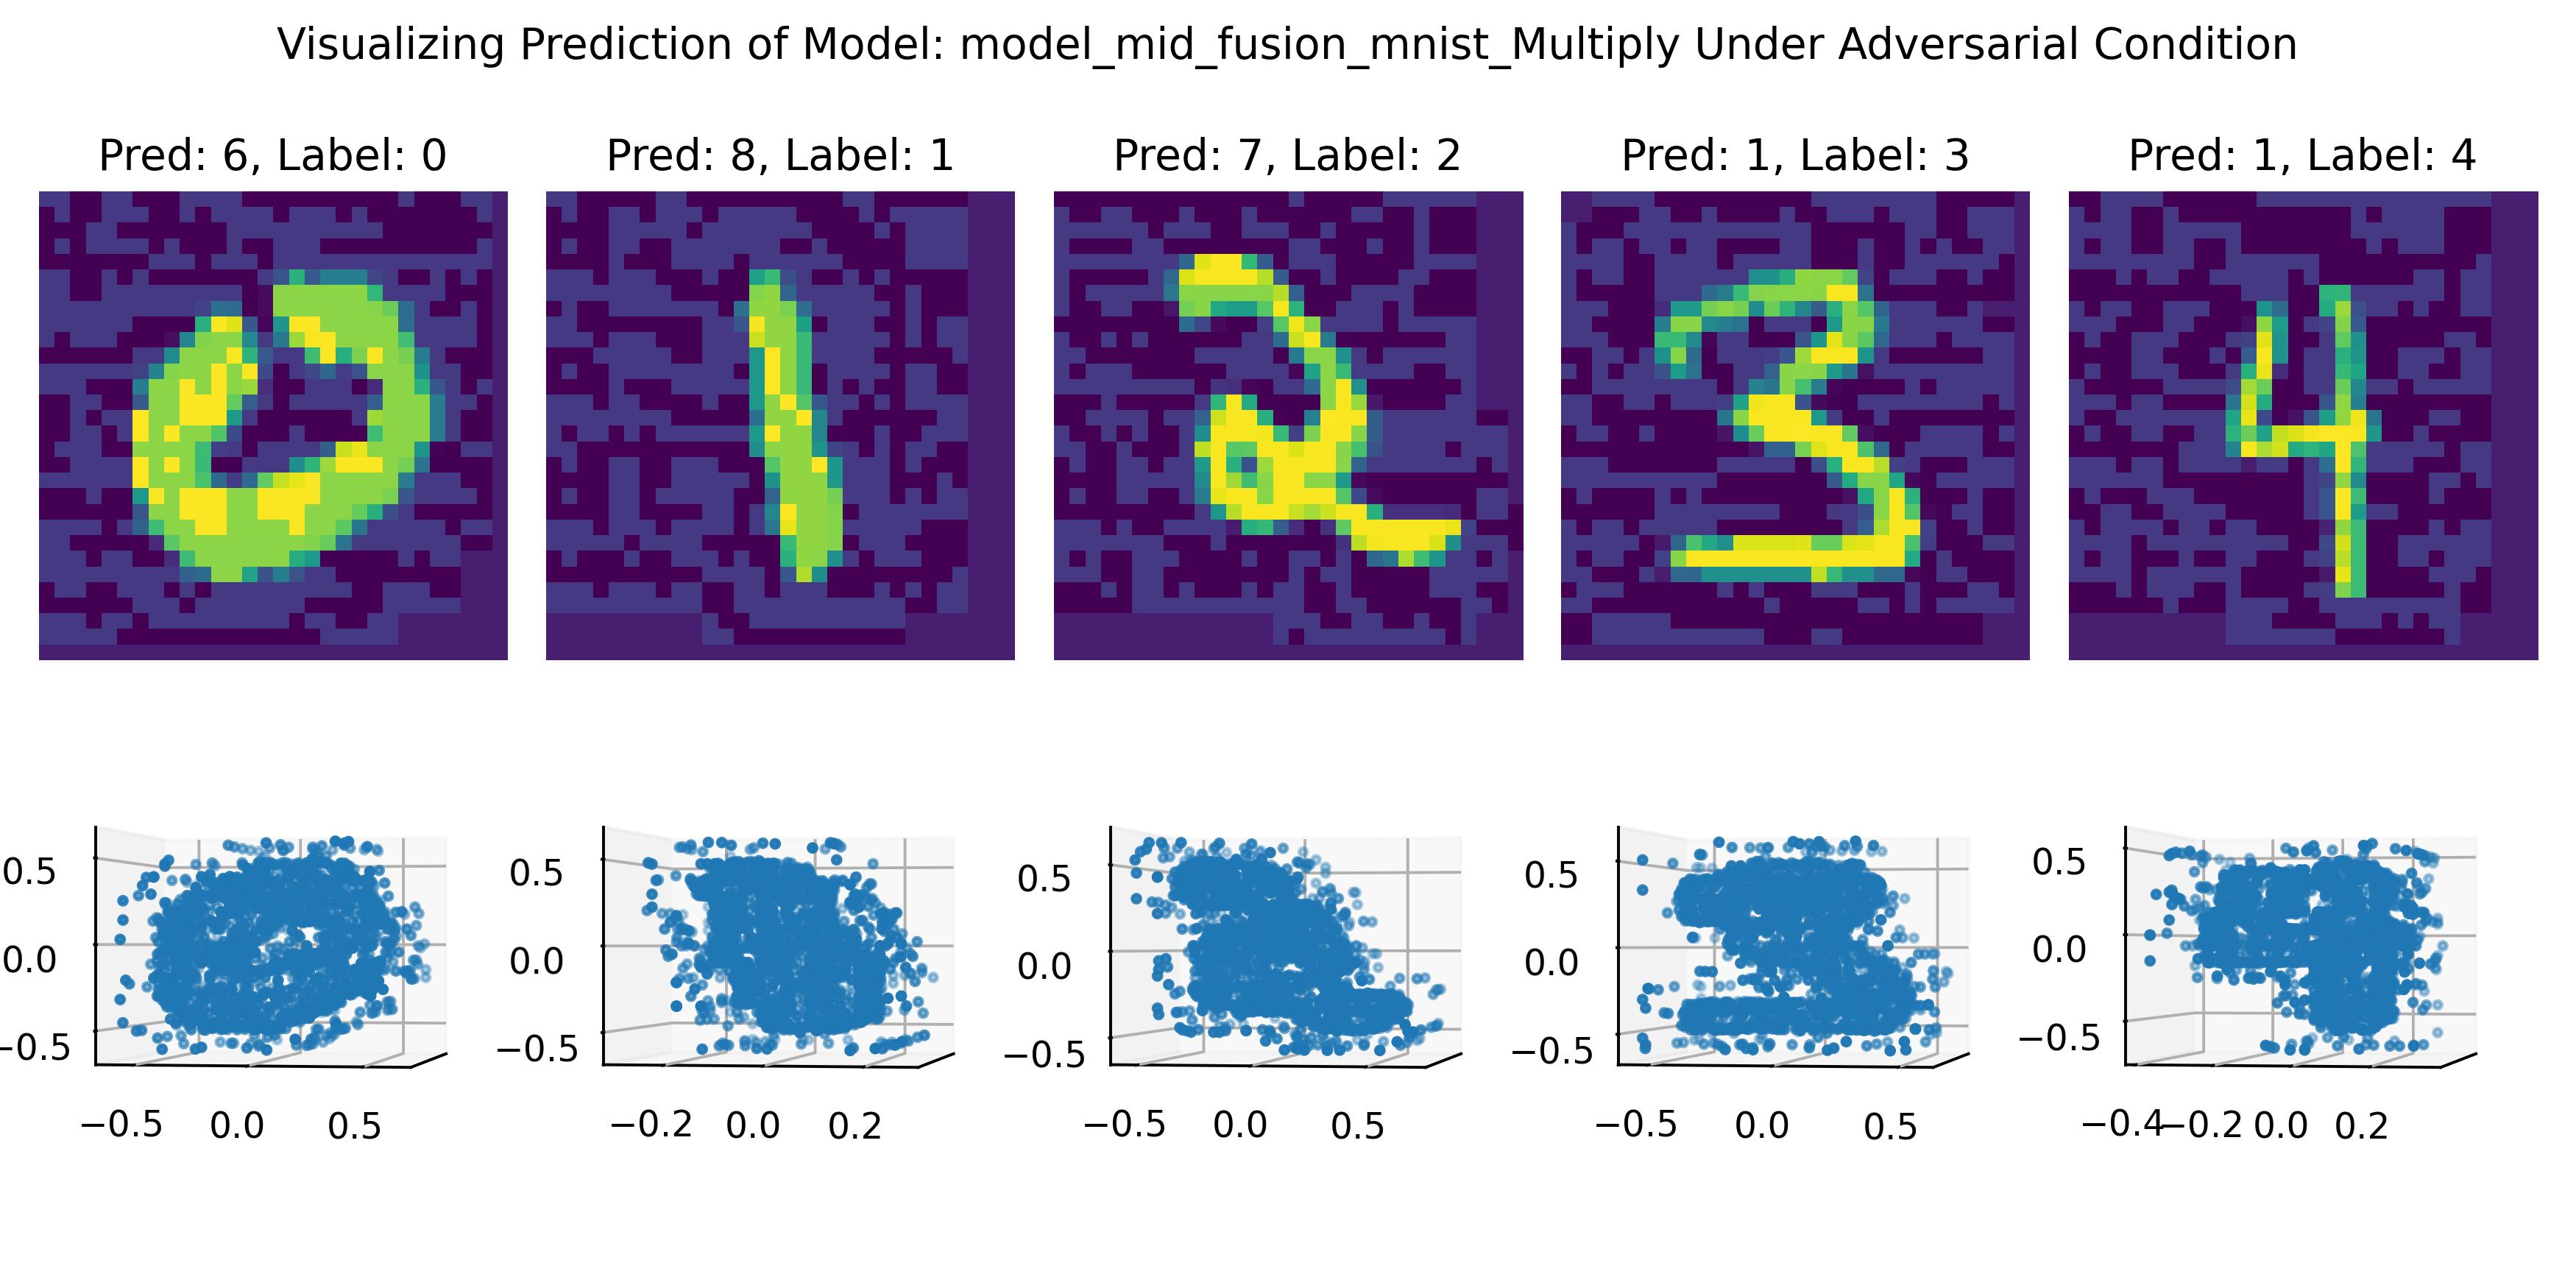 Visualizing Prediction of Model: model_mid_fusion_mnist_Multiply Under Adversarial Condition
Pred: 6, Label: 0
Pred: 8, Label: 1
Pred: 7, Label: 2
Pred: 1, Label: 3
Pred: 1, Label: 4
0.5
0.0
−0.5
−0.5 0.0 0.5
0.5
0.0
−0.5
−0.2 0.0 0.2
0.5
0.0
−0.5
−0.5 0.0 0.5
0.5
0.0
−0.5
−0.5 0.0 0.5
0.5
0.0
−0.5
−0.4 −0.2 0.0 0.2